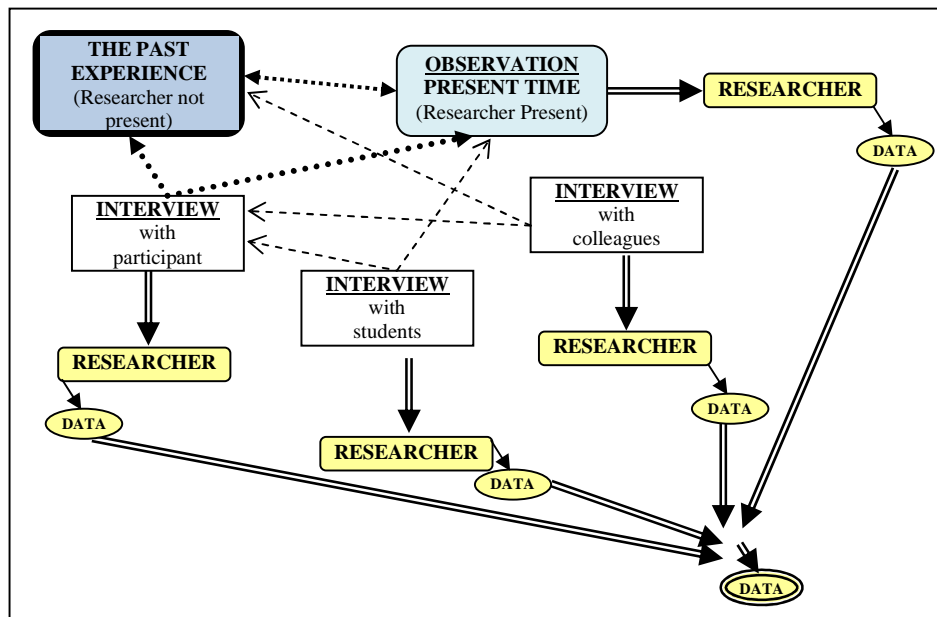 THE PAST
EXPERIENCE
(Researcher not
present)
OBSERVATION
PRESENT TIME
(Researcher Present)
RESEARCHER
DATA
INTERVIEW
with
participant
INTERVIEW
with
colleagues
INTERVIEW
with
students
RESEARCHER
RESEARCHER
DATA
DATA
RESEARCHER
DATA
DATA